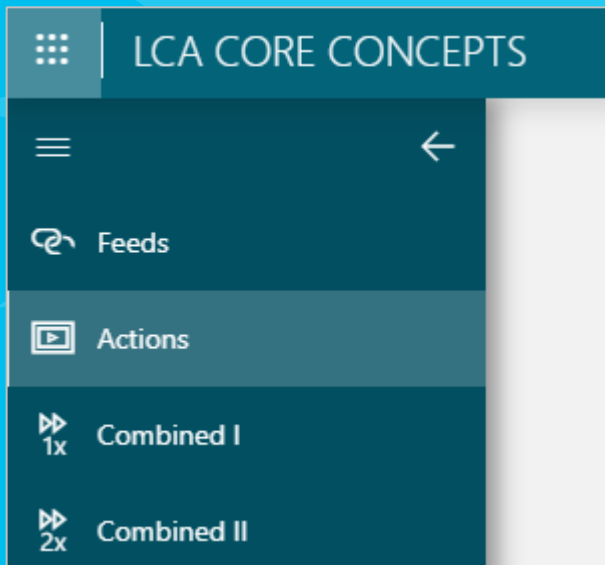 LCA CORE CONCEPTS
Feeds
Actions
1x Combined I
2x Combined II